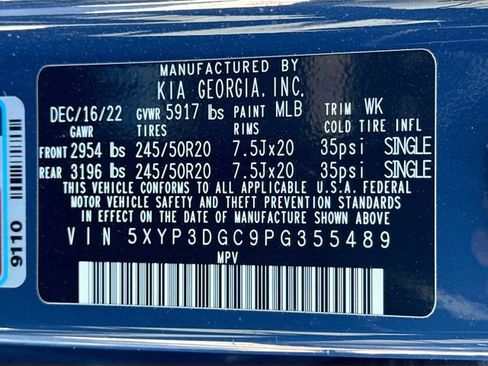 MANUFACTURED BY
KIA GEORGIA, INC.
DEC/16/22 GVWR 5917 lbs PAINT MLB TRIM WK
GAWR TIRES RIMS COLD TIRE INFL
FRONT 2954 lbs 245/50R20 7.5Jx20 35psi SINGLE
REAR 3196 lbs 245/50R20 7.5Jx20 35psi SINGLE
THIS VEHICLE CONFORMS TO ALL APPLICABLE U.S.A. FEDERAL
MOTOR VEHICLE SAFETY AND THEFT PREVENTION STANDARDS
IN EFFECT ON THE DATE OF MANUFACTURE SHOWN ABOVE
VIN 5XYP3DGC9PG355489
MPV
9110